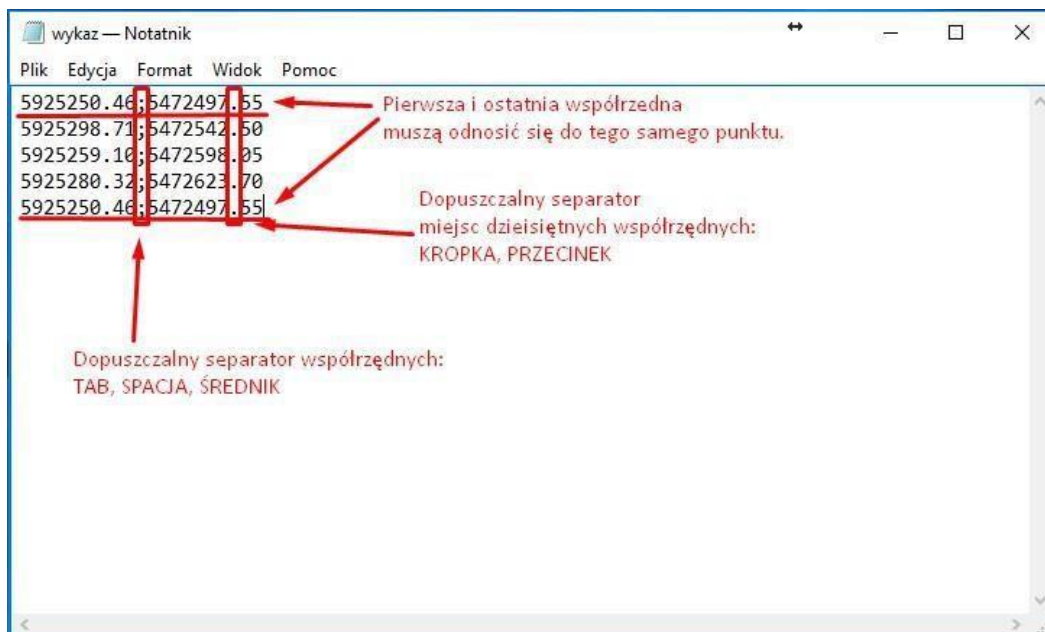 wykaz — Notatnik
Plik Edycja Format Widok Pomoc
5925250.46;5472497.55
5925298.71;5472542.50
5925259.10;5472598.05
5925280.32;5472623.70
5925250.46;5472497.55
Pierwsza i ostatnia współrzedna
muszą odnosić się do tego samego punktu.
Dopuszczalny separator
miejsc dzieisiętnych współrzędnych:
KROPKA, PRZECINEK
Dopuszczalny separator współrzędnych:
TAB, SPACJA, ŚREDNIK